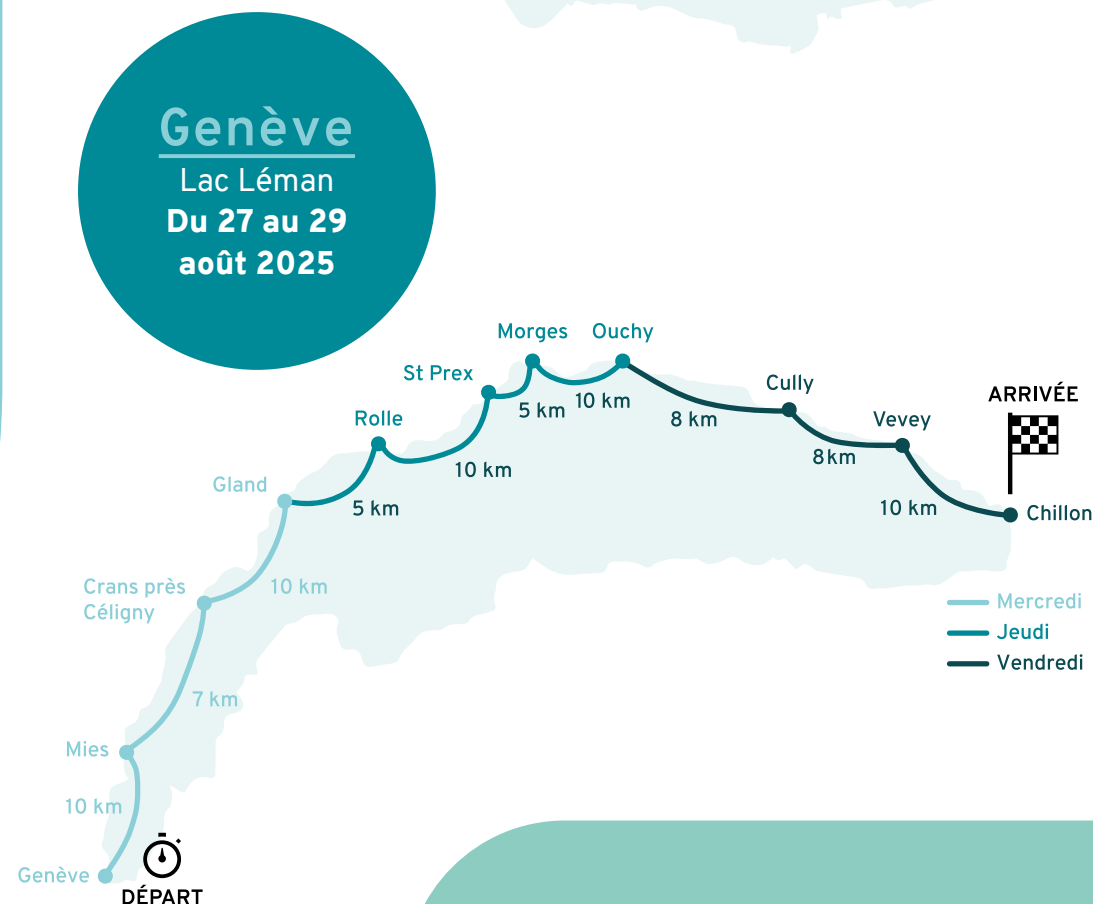 Genève
Lac Léman
Du 27 au 29
août 2025
Morges
Ouchy
St Prex
Cully
ARRIVÉE
Rolle
5 km
10 km
8 km
Vevey
8km
10 km
Gland
5 km
10 km
Chillon
Crans près
Céligny
10 km
Mercredi
Jeudi
Vendredi
7 km
Mies
10 km
Genève
DÉPART